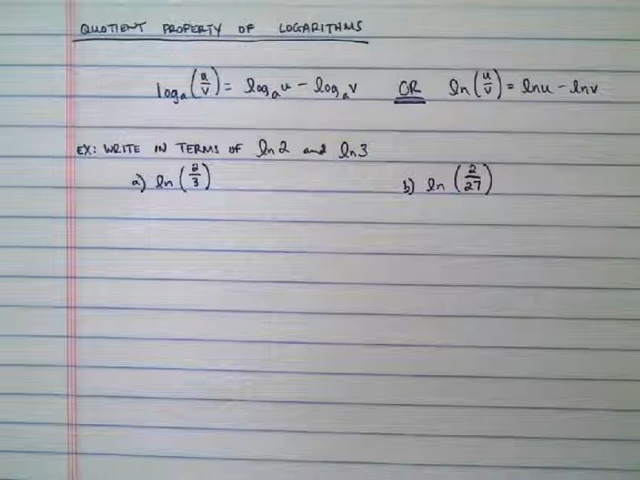 QUOTIENT PROPERTY OF LOGARITHMS
logₐ(u/v) = logₐu − logₐv OR ln(u/v) = lnu − lnv
EX: WRITE IN TERMS OF ln2 and ln3
a) ln(2/3) b) ln(2/27)